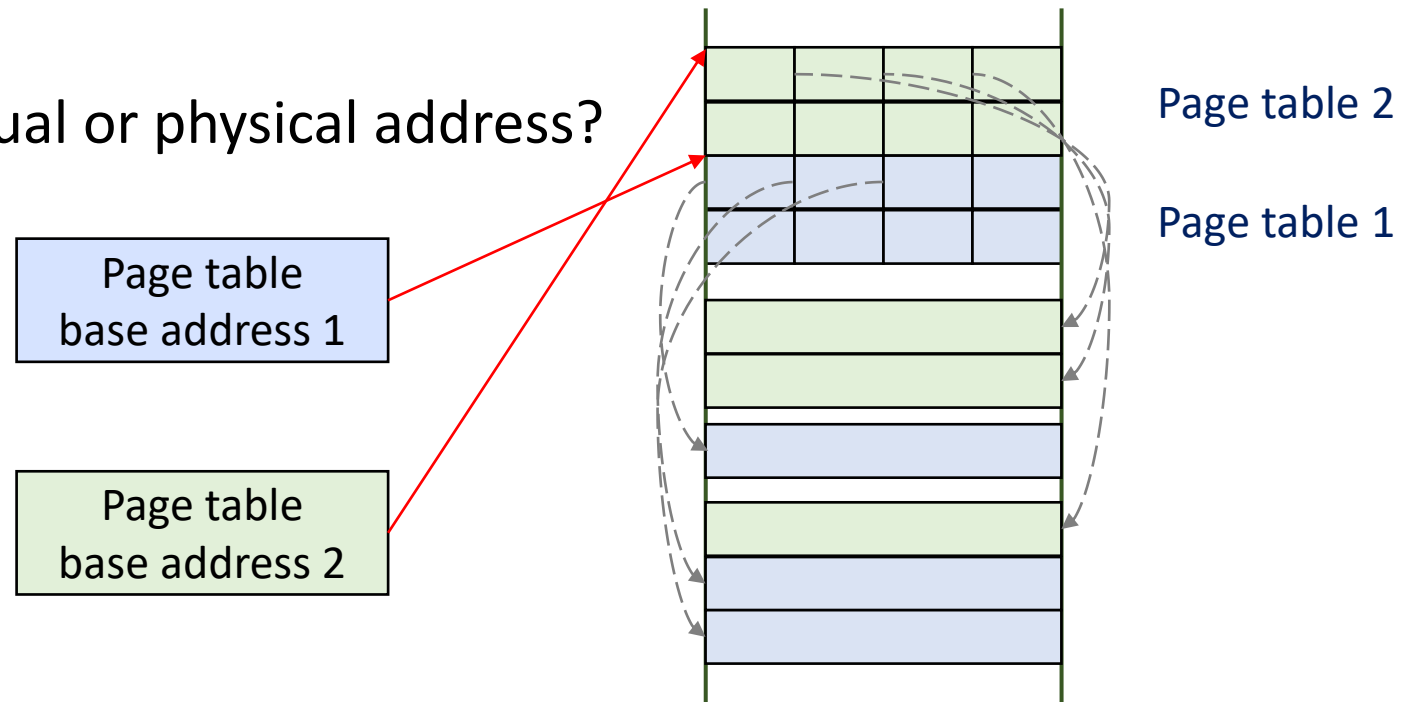 ual or physical address?
Page table
base address 1
Page table
base address 2
Page table 2
Page table 1